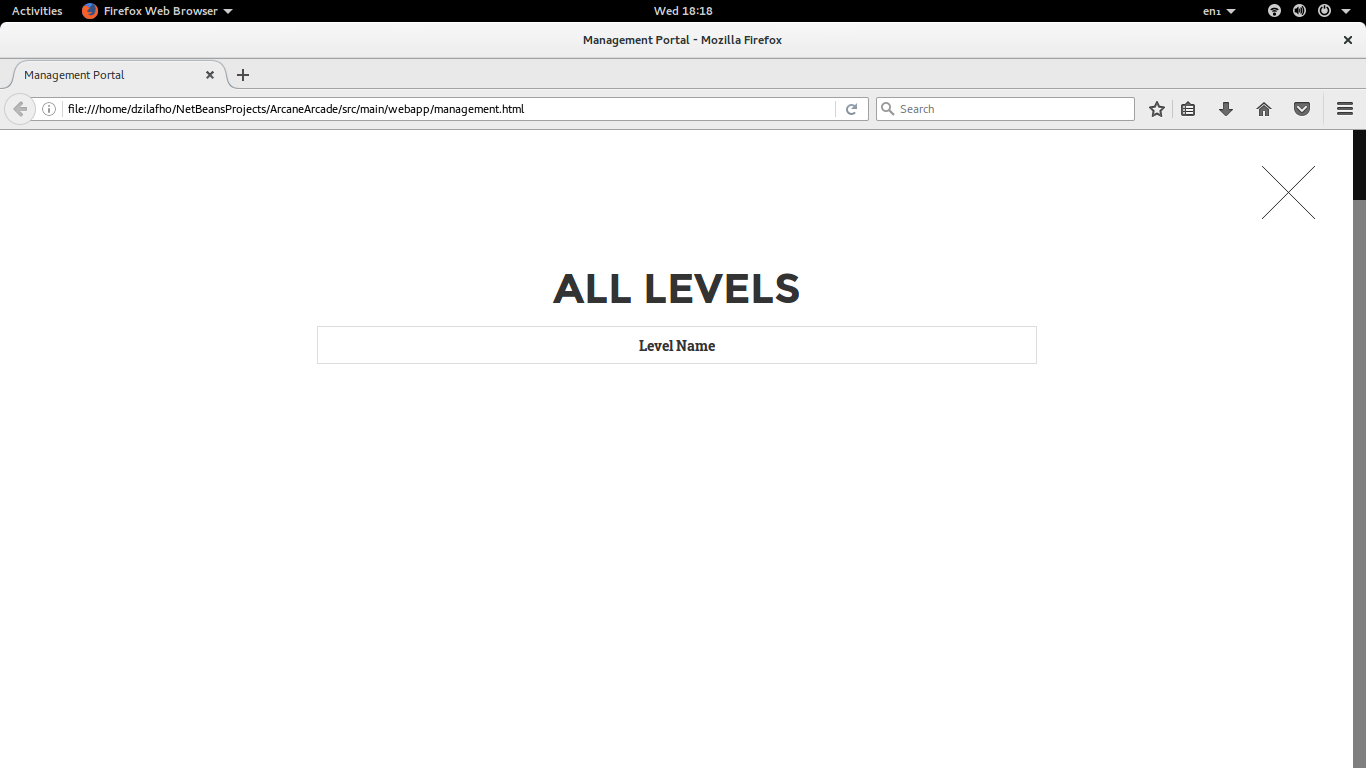 Activities Firefox Web Browser Wed 18:18 en₁
Management Portal - Mozilla Firefox
Management Portal
file:///home/dzilafho/NetBeansProjects/ArcaneArcade/src/main/webapp/management.html Search
ALL LEVELS
Level Name